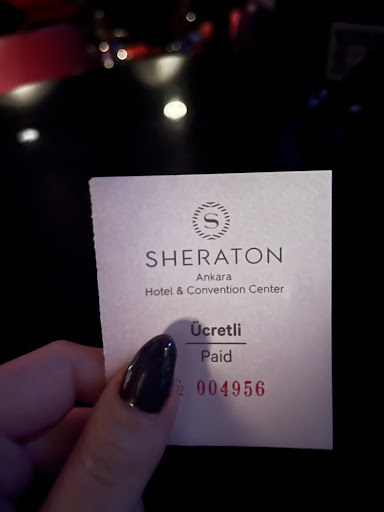 S
SHERATON
Ankara
Hotel & Convention Center
Ücretli
Paid
004956